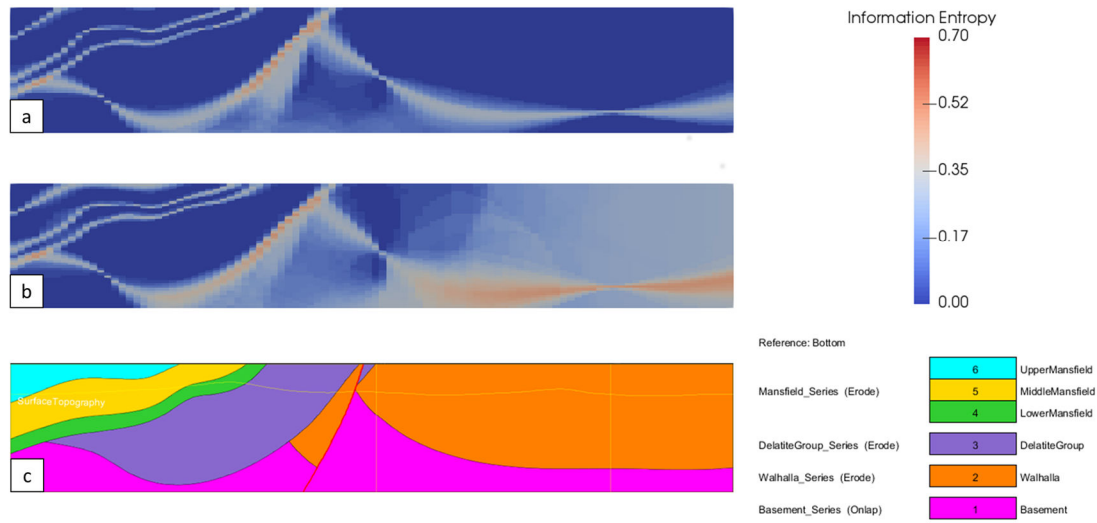 Information Entropy
0.70
0.52
0.35
0.17
0.00
a
b
c
SurfaceTopography
Reference: Bottom
6 UpperMansfield
Mansfield_Series (Erode) 5 MiddleMansfield
4 LowerMansfield
DelatiteGroup_Series (Erode) 3 DelatiteGroup
Walhalla_Series (Erode) 2 Walhalla
Basement_Series (Onlap) 1 Basement